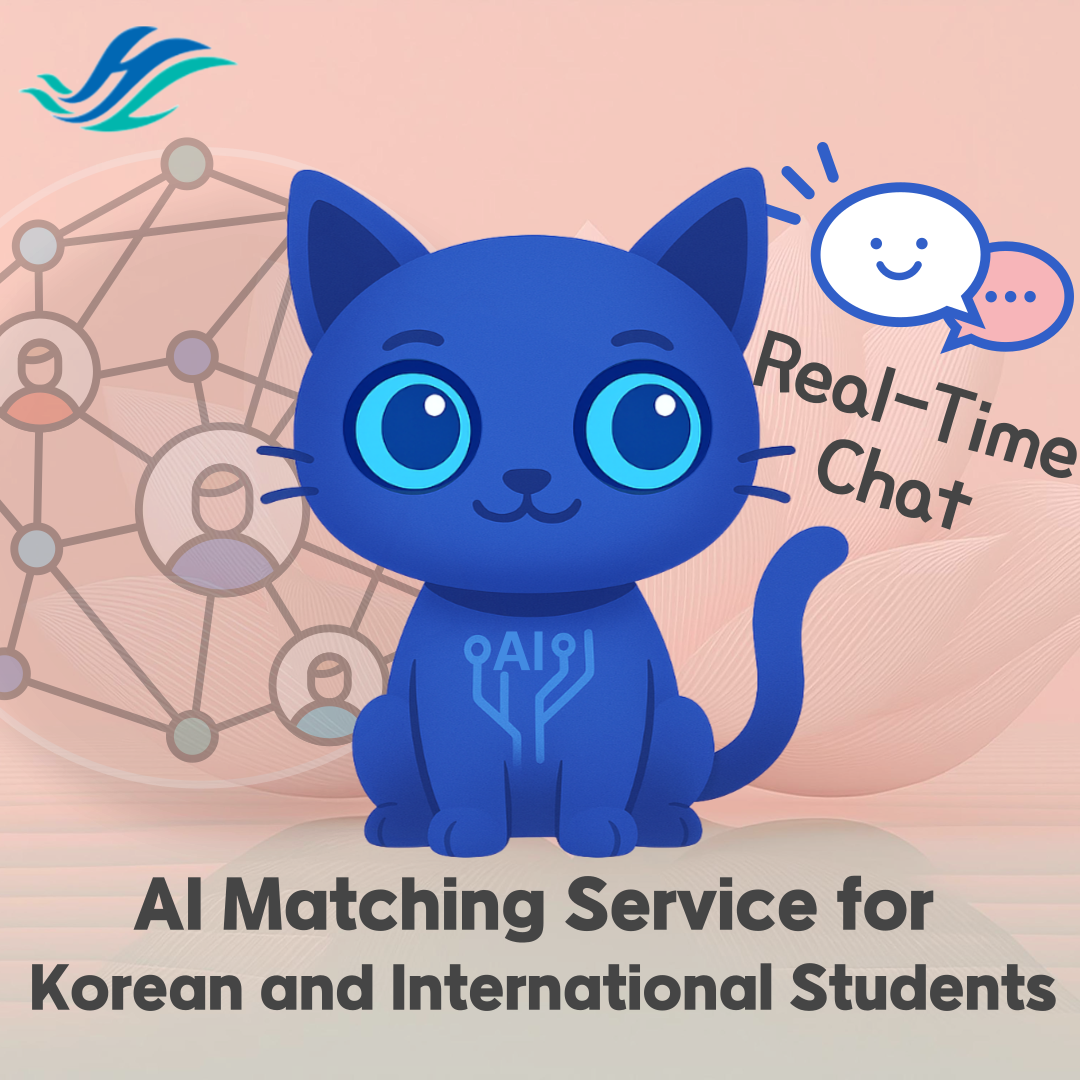 Real-Time
Chat
AI
AI Matching Service for
Korean and International Students